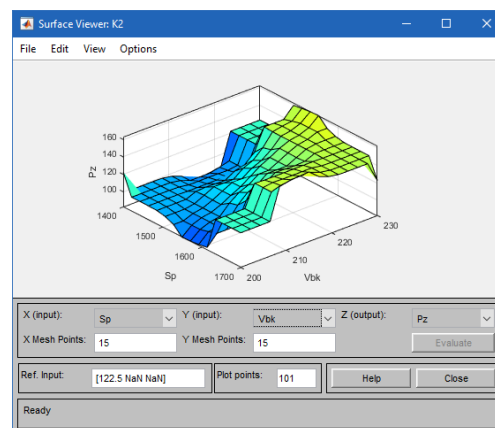 Surface Viewer: K2
File Edit View Options
160
140
120
100
Pz
1400
1500
1600
1700
Sp
200
210
220
230
Vbk
X (input): Sp Y (input): Vbk Z (output): Pz
X Mesh Points: 15 Y Mesh Points: 15 Evaluate
Ref. Input: [122.5 NaN NaN] Plot points: 101 Help Close
Ready